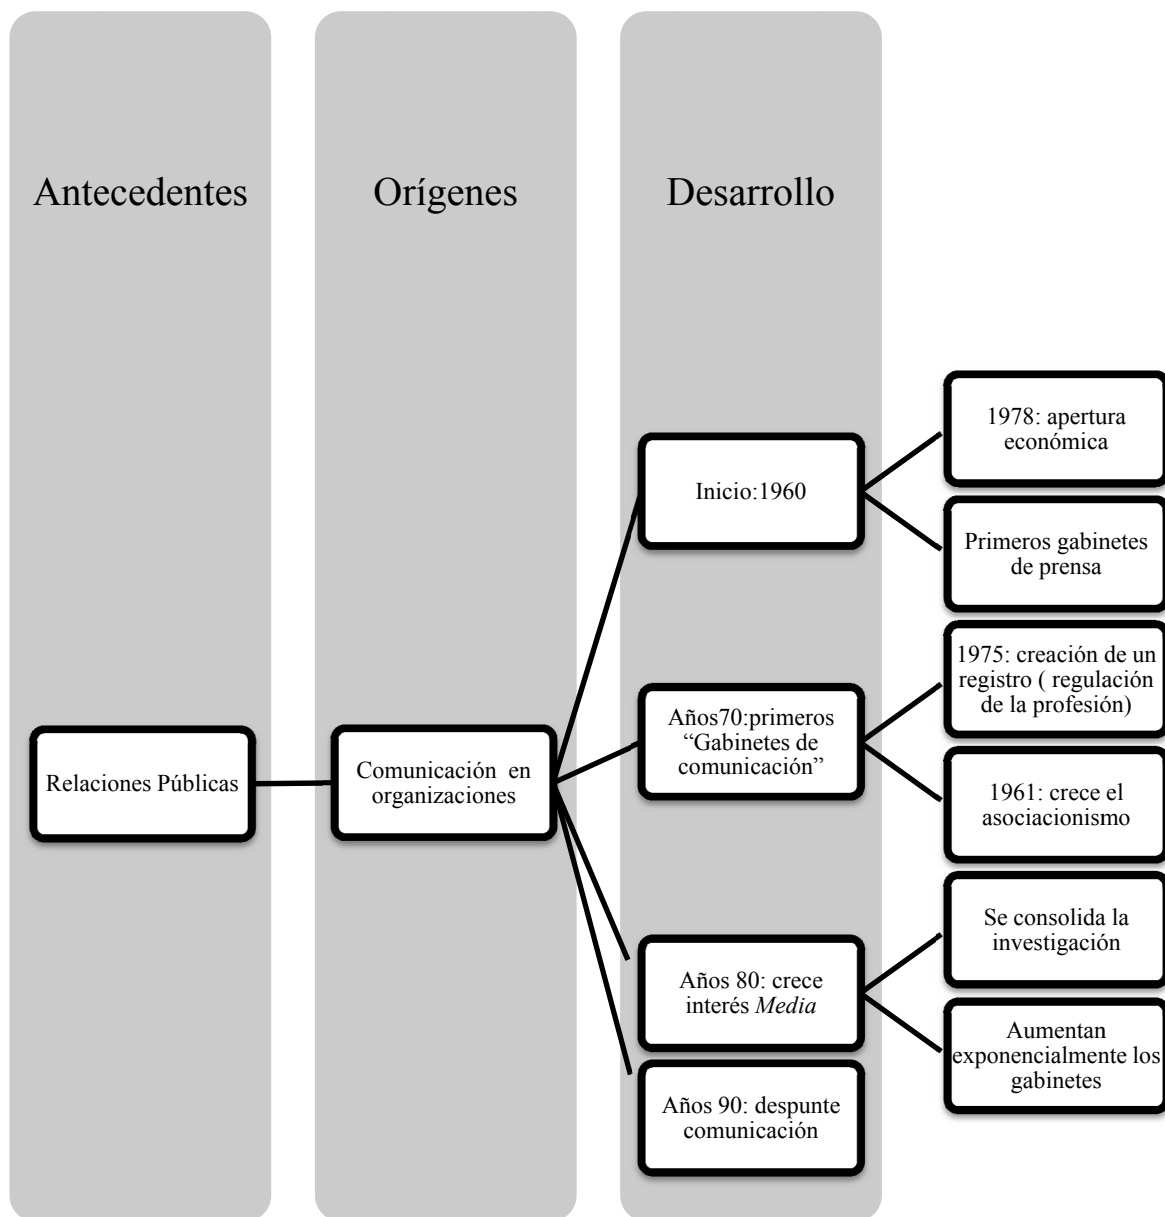 Antecedentes
Orígenes
Desarrollo
Relaciones Públicas
Comunicación en
organizaciones
Inicio:1960
1978: apertura
económica
Primeros gabinetes
de prensa
Años70:primeros
“Gabinetes de
comunicación”
1975: creación de un
registro ( regulación
de la profesión)
1961: crece el
asociacionismo
Años 80: crece
interés Media
Se consolida la
investigación
Aumentan
exponencialmente los
gabinetes
Años 90: despunte
comunicación